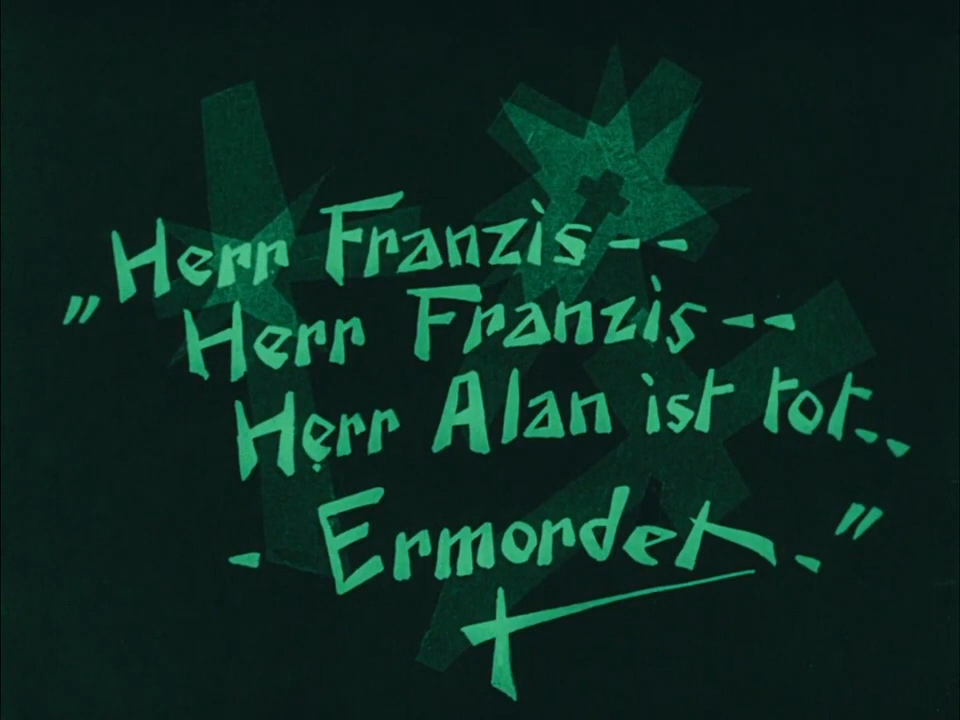 „Herr Franzis--
Herr Franzis--
Herr Alan ist tot..
- Ermordet.”